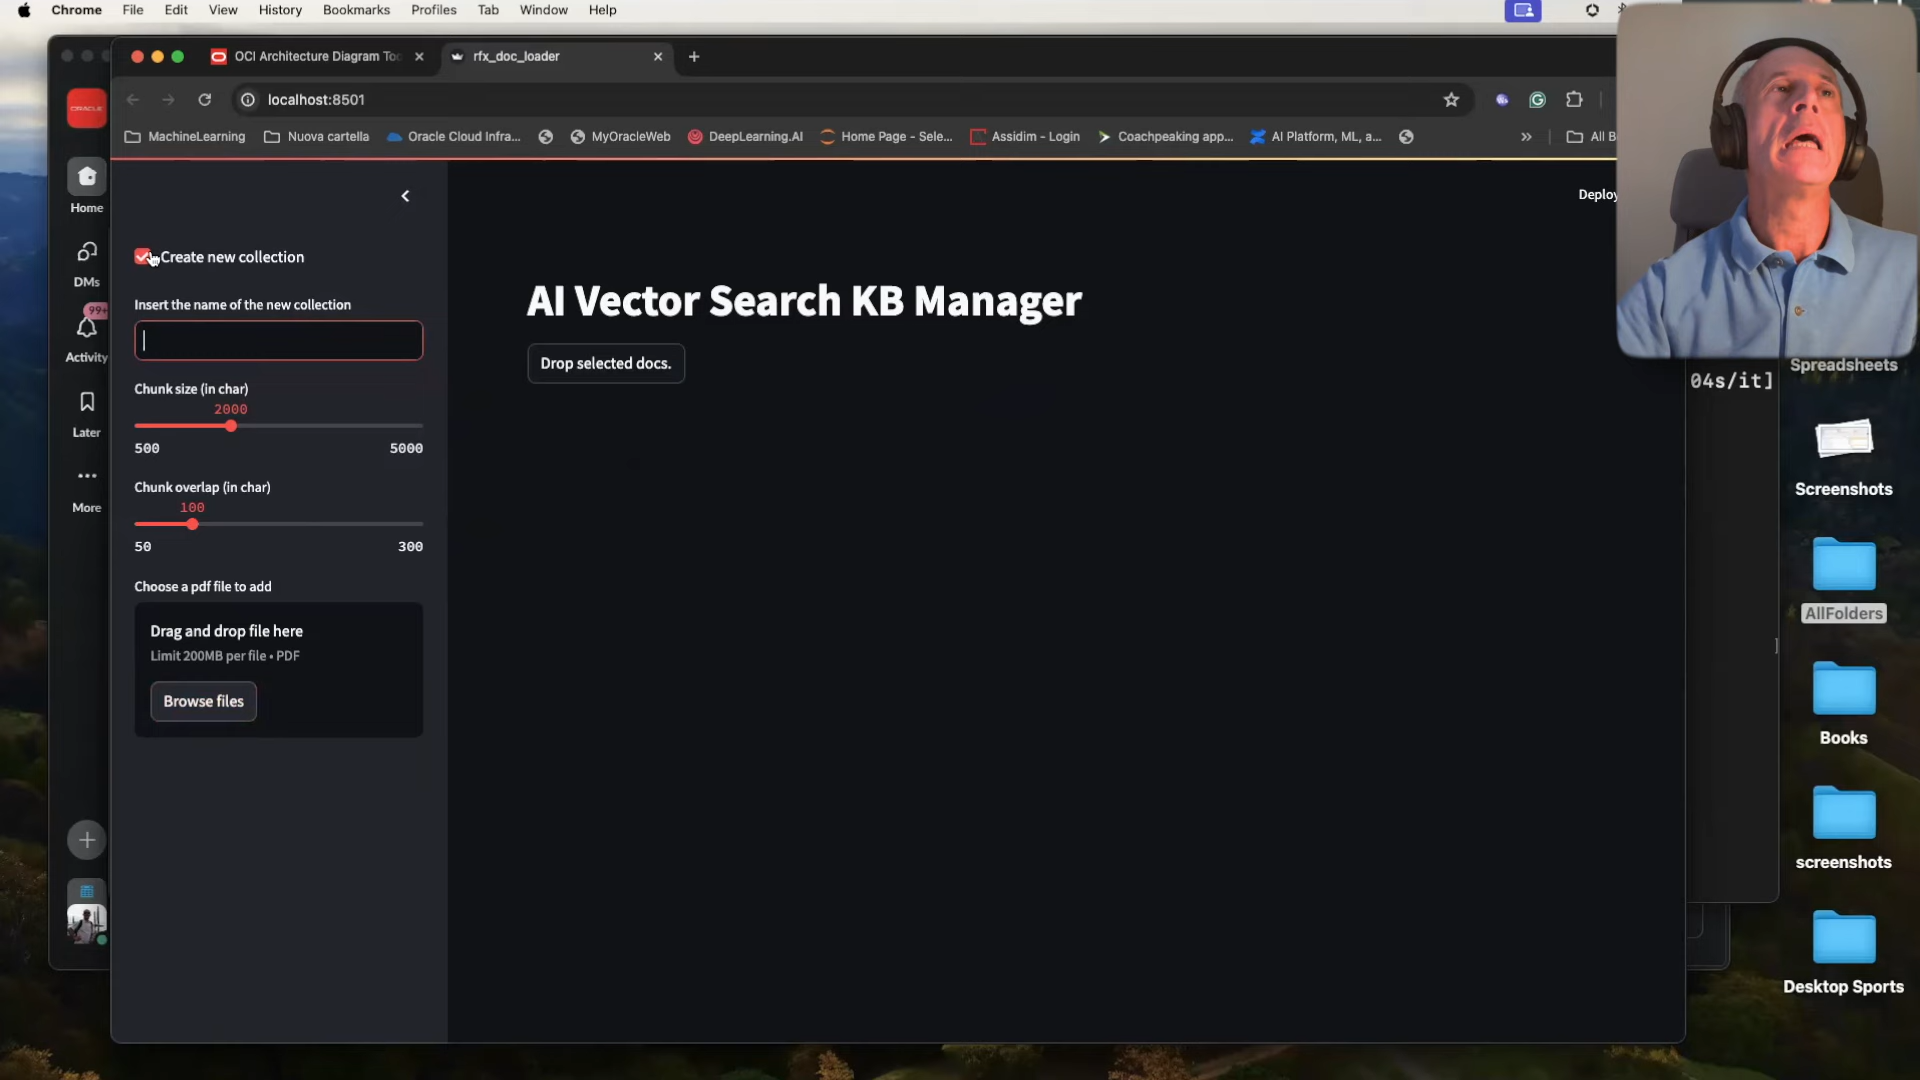 Chrome File Edit View History Bookmarks Profiles Tab Window Help
OCI Architecture Diagram Too rfx_doc_loader
localhost:8501
MachineLearning Nuova cartella Oracle Cloud Infra... MyOracleWeb DeepLearning.AI Home Page - Sele... Assidim - Login Coachpeaking app... AI Platform, ML, a... » All B
ORACLE
Home
DMs
99+
Activity
Later
More
Deploy
Create new collection
Insert the name of the new collection
Chunk size (in char)
2000
500 5000
Chunk overlap (in char)
100
50 300
Choose a pdf file to add
Drag and drop file here
Limit 200MB per file • PDF
Browse files
AI Vector Search KB Manager
Drop selected docs.
04s/it]
]
Spreadsheets
Screenshots
AllFolders
Books
screenshots
Desktop Sports